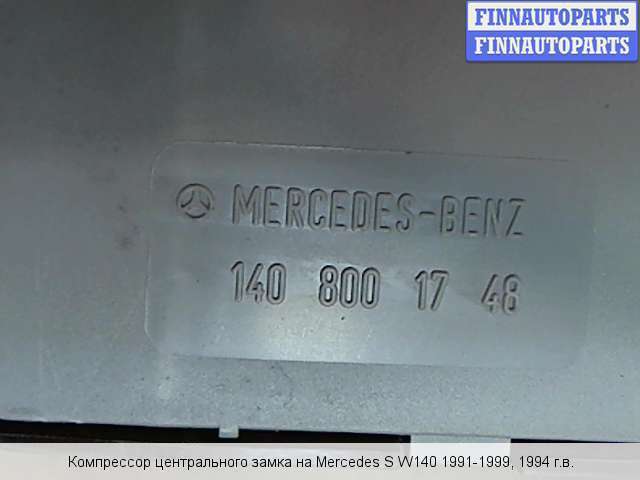 FINNAUTOPARTS
FINNAUTOPARTS
MERCEDES-BENZ
140 800 17 48
Компрессор центрального замка на Mercedes S W140 1991-1999, 1994 г.в.